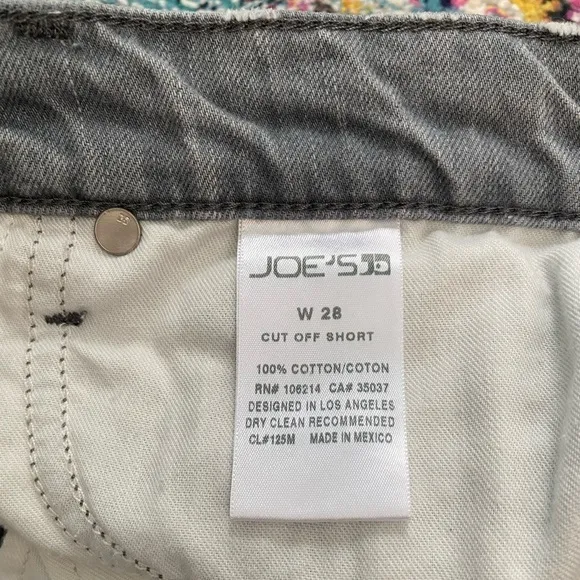 JOE'S
W 28
CUT OFF SHORT
100% COTTON/COTON
RN# 106214 CA# 35037
DESIGNED IN LOS ANGELES
DRY CLEAN RECOMMENDED
CL#125M MADE IN MEXICO